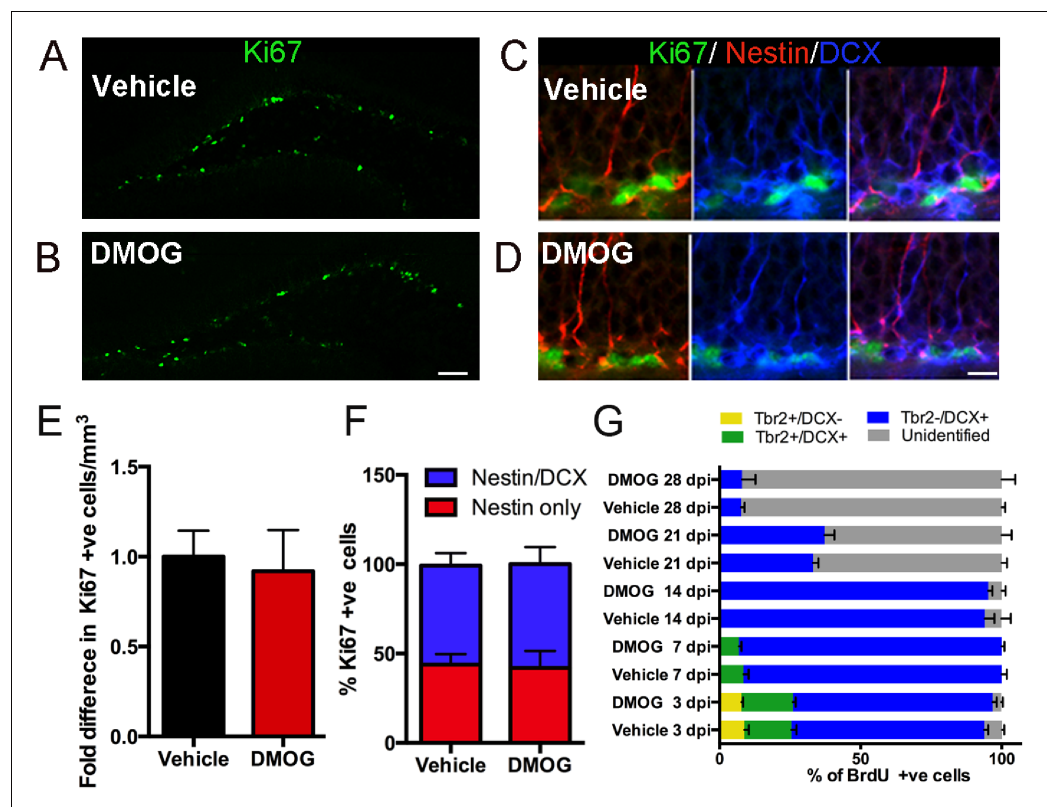 A
Ki67
Vehicle
B
DMOG
C
Ki67/ Nestin/DCX
Vehicle
D
DMOG
E
Fold differece in Ki67 +ve cells/mm3
1.5
1.0
0.5
0.0
Vehicle
DMOG
F
% Ki67 +ve cells
150
100
50
0
Nestin/DCX
Nestin only
Vehicle
DMOG
G
Tbr2+/DCX-
Tbr2-/DCX+
Tbr2+/DCX+
Unidentified
DMOG 28 dpi
Vehicle 28 dpi
DMOG 21 dpi
Vehicle 21 dpi
DMOG 14 dpi
Vehicle 14 dpi
DMOG 7 dpi
Vehicle 7 dpi
DMOG 3 dpi
Vehicle 3 dpi
0
50
100
% of BrdU +ve cells